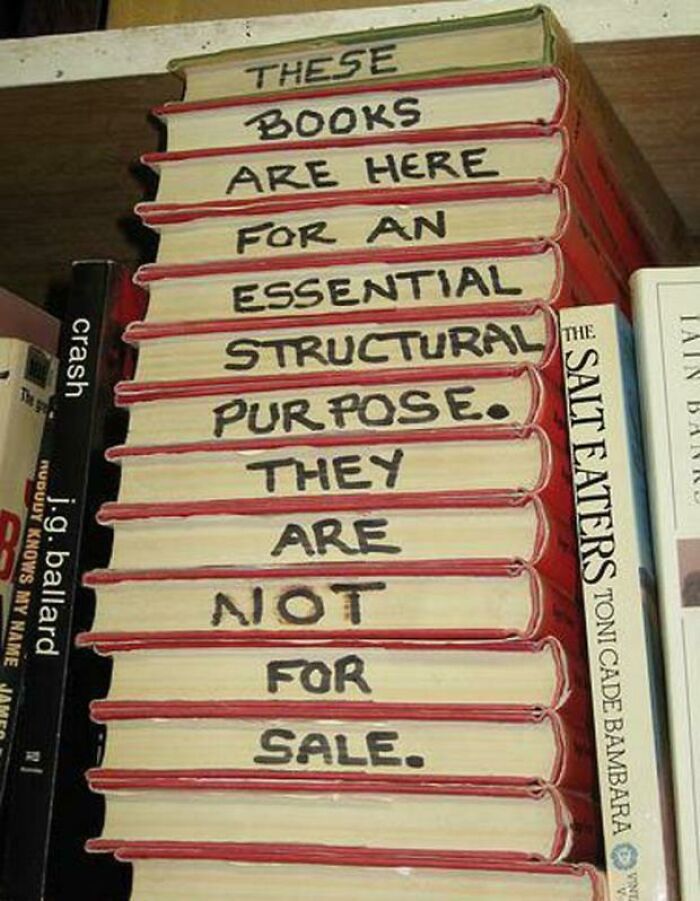 THESE
BOOKS
ARE HERE
FOR AN
ESSENTIAL
STRUCTURAL
PURPOSE.
THEY
ARE
NOT
FOR
SALE.
crash
j.g. ballard
NOBODY KNOWS MY NAME
THE SALT EATERS TONI CADE BAMBARA